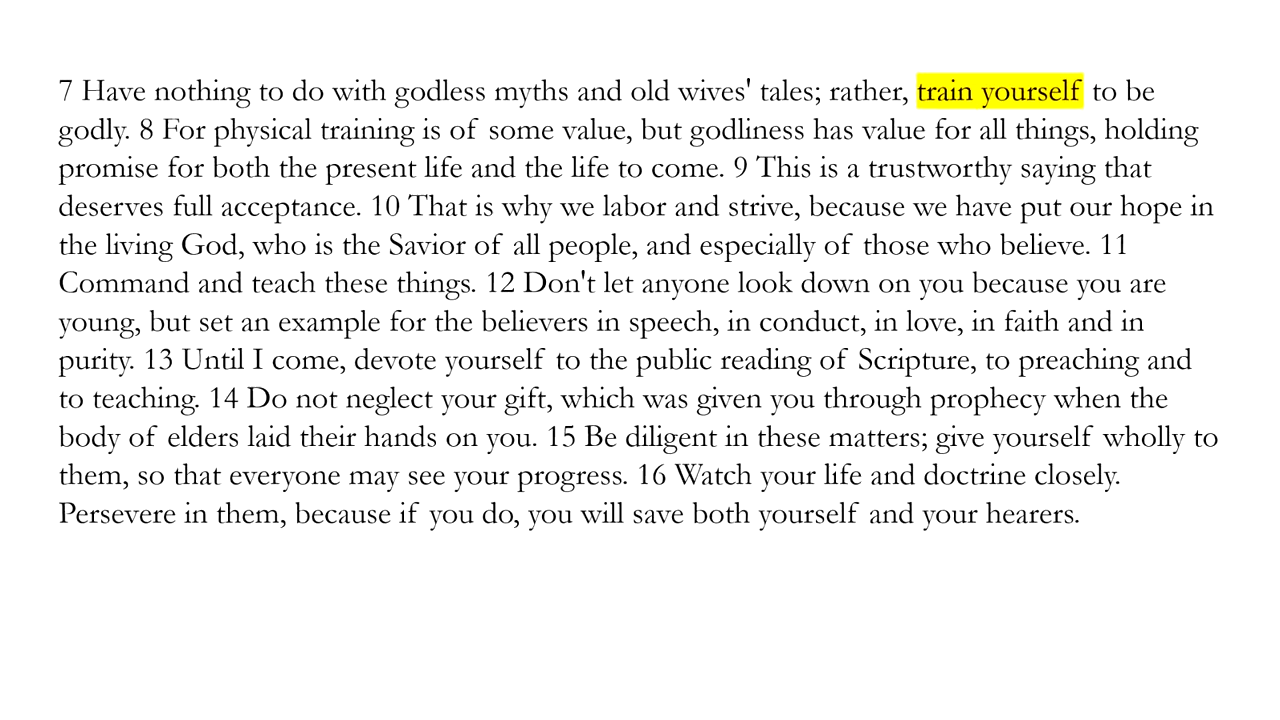 7 Have nothing to do with godless myths and old wives' tales; rather, train yourself to be
godly. 8 For physical training is of some value, but godliness has value for all things, holding
promise for both the present life and the life to come. 9 This is a trustworthy saying that
deserves full acceptance. 10 That is why we labor and strive, because we have put our hope in
the living God, who is the Savior of all people, and especially of those who believe. 11
Command and teach these things. 12 Don't let anyone look down on you because you are
young, but set an example for the believers in speech, in conduct, in love, in faith and in
purity. 13 Until I come, devote yourself to the public reading of Scripture, to preaching and
to teaching. 14 Do not neglect your gift, which was given you through prophecy when the
body of elders laid their hands on you. 15 Be diligent in these matters; give yourself wholly to
them, so that everyone may see your progress. 16 Watch your life and doctrine closely.
Persevere in them, because if you do, you will save both yourself and your hearers.